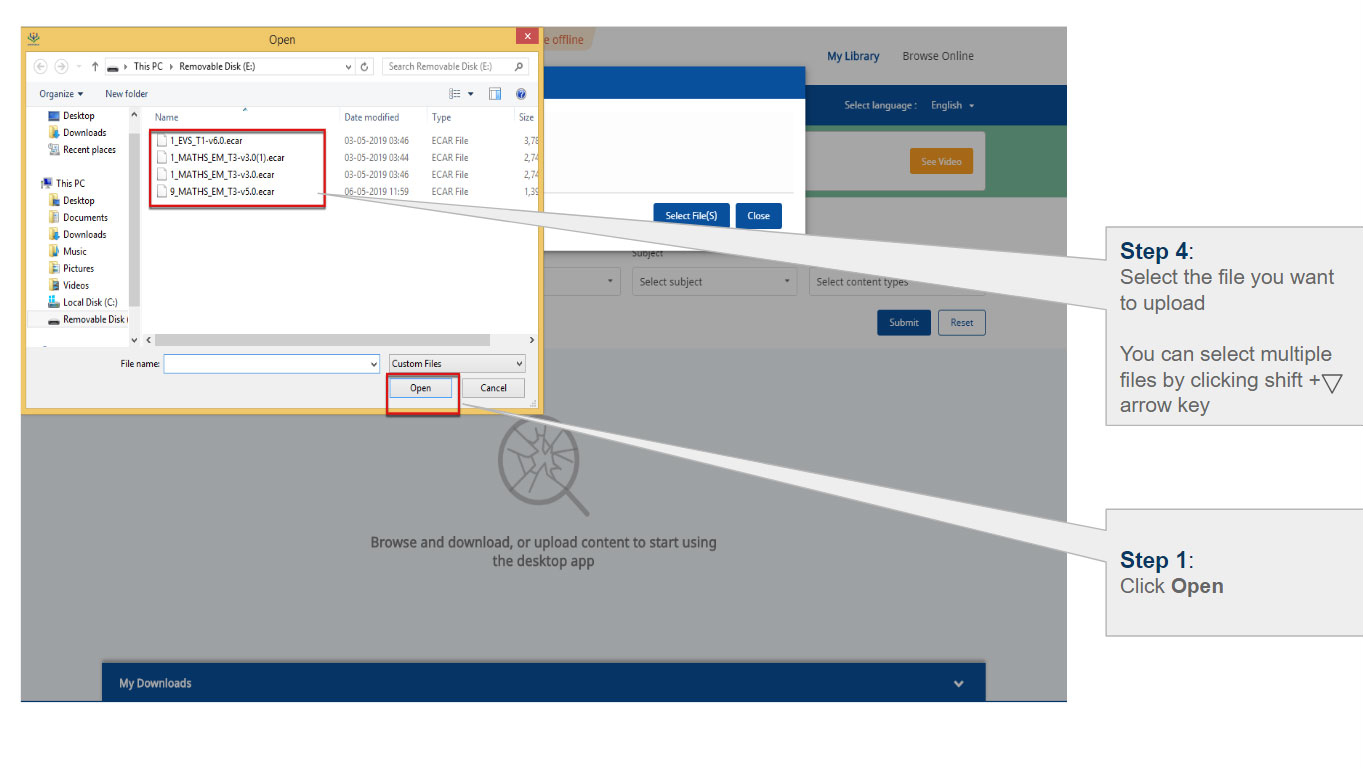 Open
x
e offline
My Library Browse Online
This PC Removable Disk (E:)
Search Removable Disk (E:)
Organize New folder
Select language : English
Desktop
Downloads
Recent places
This PC
Desktop
Documents
Downloads
Music
Pictures
Videos
Local Disk (C:)
Removable Disk
Name Date modified Type Size
1_EVS_T1-v6.0.ecar 03-05-2019 03:46 ECAR File 3,78
1_MATHS_EM_T3-v3.0(1).ecar 03-05-2019 03:44 ECAR File 2,74
1_MATHS_EM_T3-v3.0.ecar 03-05-2019 03:46 ECAR File 2,74
9_MATHS_EM_T3-v5.0.ecar 06-05-2019 11:59 ECAR File 1,39
See Video
Select File(S) Close
Subject
Select subject Select content types
Submit Reset
File name: Custom Files
Open Cancel
Step 4:
Select the file you want
to upload
You can select multiple
files by clicking shift +▽
arrow key
Browse and download, or upload content to start using
the desktop app
Step 1:
Click Open
My Downloads